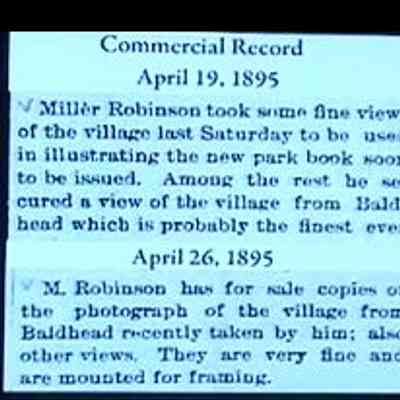 Commercial Record
April 19, 1895
Miller Robinson took some fine view
of the village last Saturday to be use
in illustrating the new park book soon
to be issued. Among the rest he se
cured a view of the village from Bald
head which is probably the finest eve
April 26, 1895
M. Robinson has for sale copies o
the photograph of the village from
Baldhead recently taken by him; also
other views. They are very fine and
are mounted for framing.